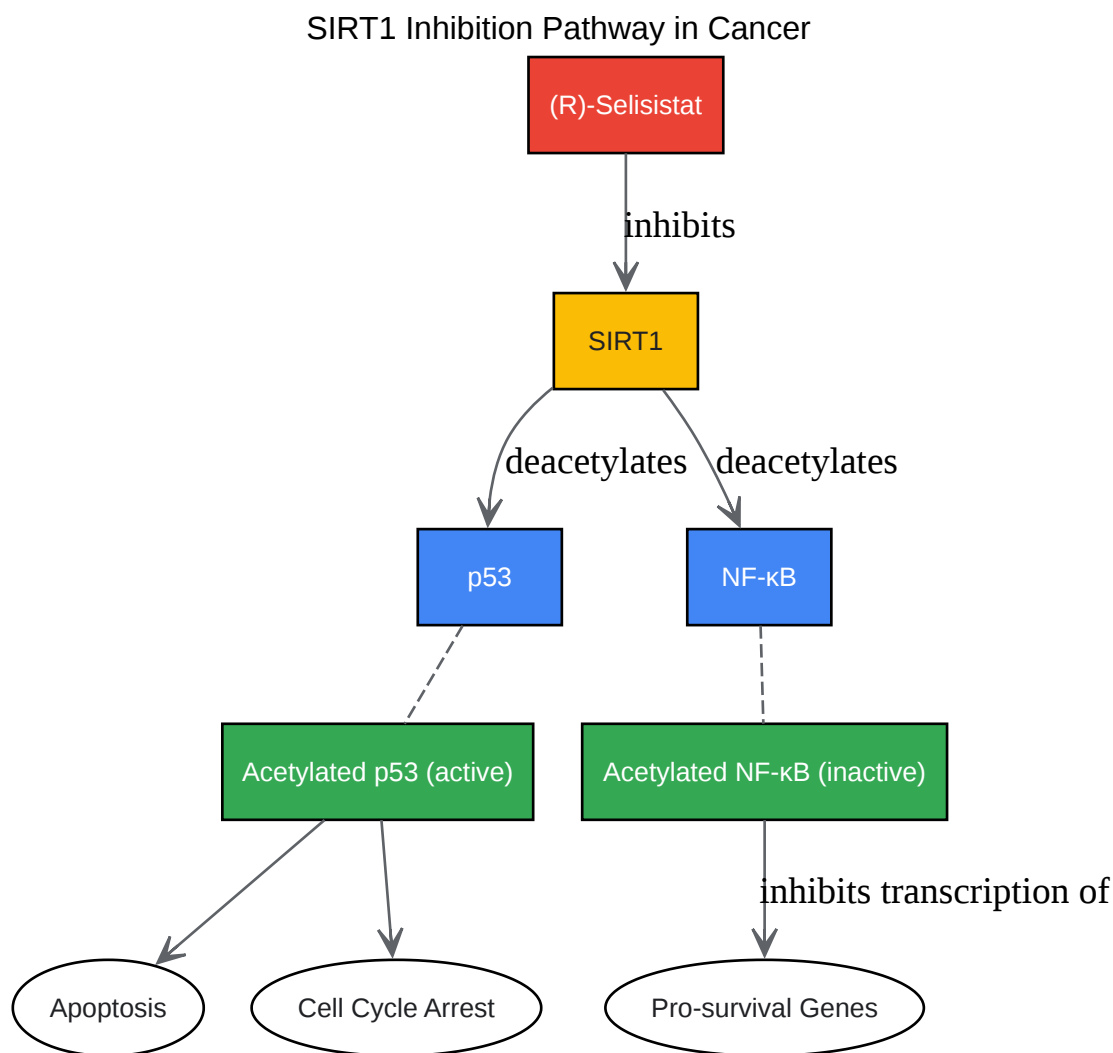 SIRT1 Inhibition Pathway in Cancer
(R)-Selisistat
inhibits
SIRT1
deacetylates
deacetylates
p53
NF-κB
Acetylated p53 (active)
Acetylated NF-κB (inactive)
inhibits transcription of
Apoptosis
Cell Cycle Arrest
Pro-survival Genes